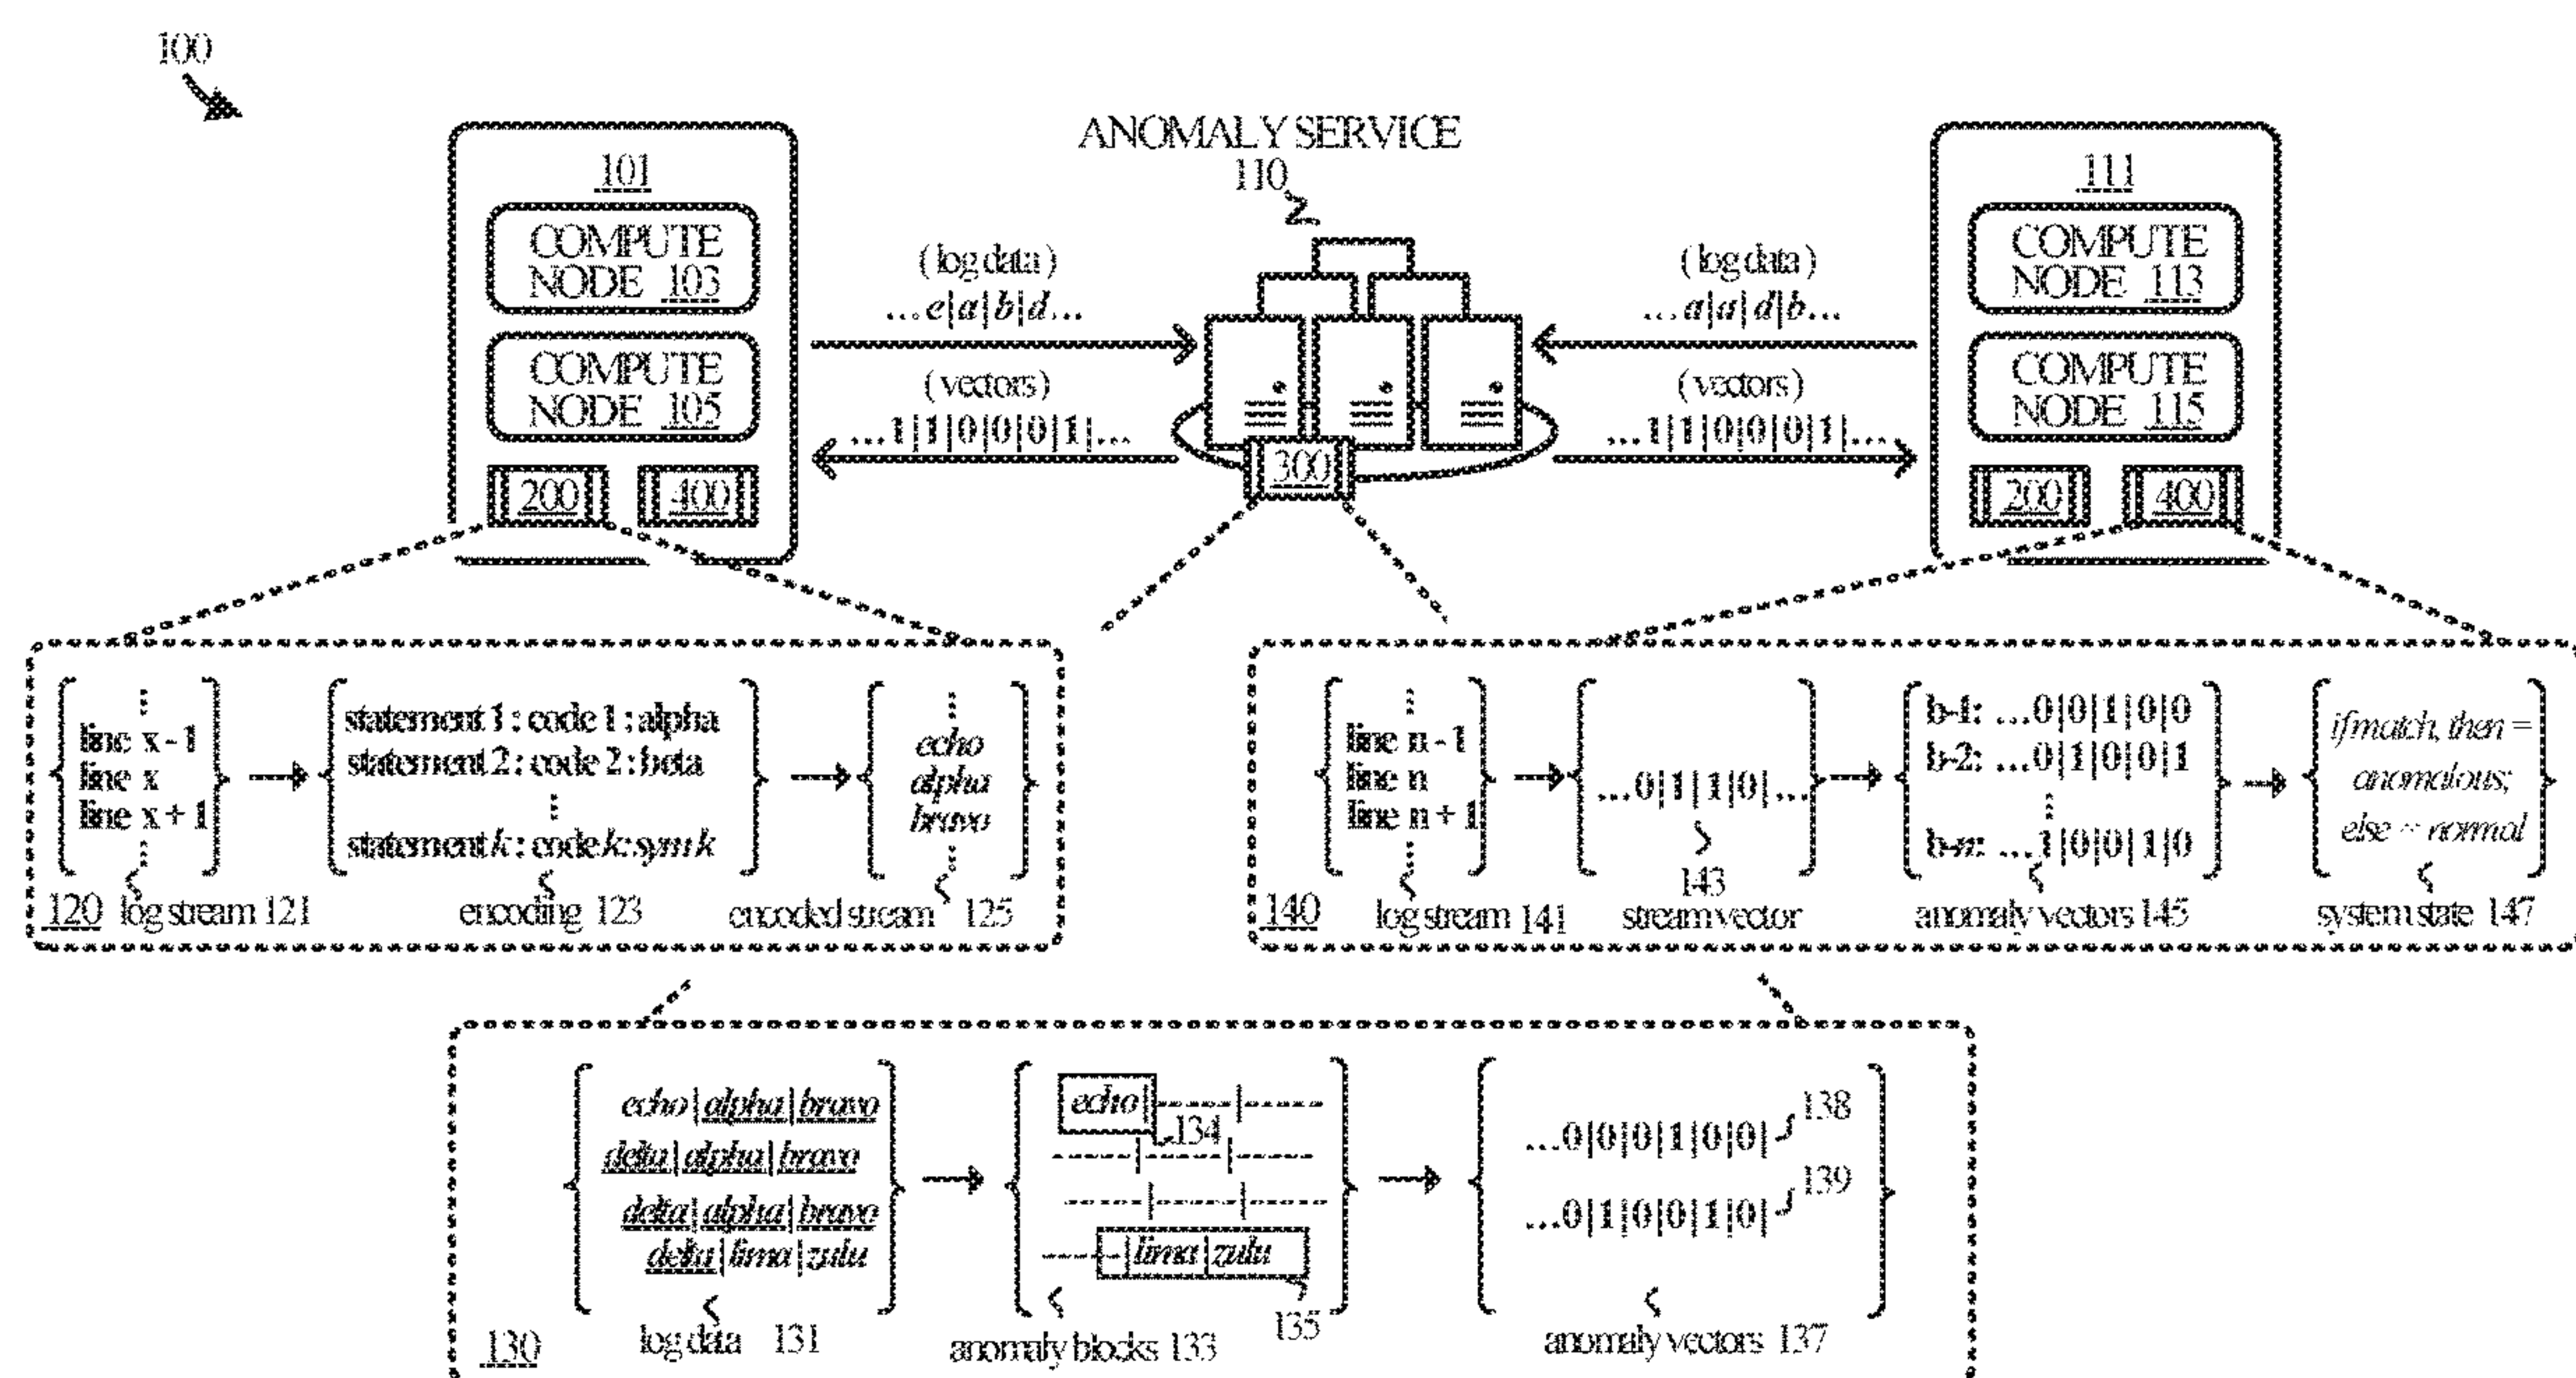 100
ANOMALY SERVICE
110
101
COMPUTE
NODE 103
COMPUTE
NODE 105
200 400
(log data)
...e|a|b|d...
(vectors)
...1|1|0|0|0|1|...
300
(log data)
...a|a|d|b...
(vectors)
...1|1|0|0|0|1|...
111
COMPUTE
NODE 113
COMPUTE
NODE 115
200 400
line x-1
line x
line x+1
statement 1: code 1: alpha
statement 2: code 2: beta
statement k: code k: sym k
echo
alpha
bravo
120 log stream 121 encoding 123 encoded stream 125
line n-1
line n
line n+1
...0|1|1|0|...
b-1: ...0|0|1|0|0
b-2: ...0|1|0|0|1
b-n: ...1|0|0|1|0
if match, then =
anomalous;
else = normal
143
140 log stream 141 stream vector anomaly vectors 145 system state 147
echo|alpha|bravo
delta|alpha|bravo
delta|alpha|bravo
delta|lima|zulu
echo|
134
|lima|zulu
135
...0|0|0|1|0|0| 138
...0|1|0|0|1|0| 139
130 log data 131 anomaly blocks 133 anomaly vectors 137